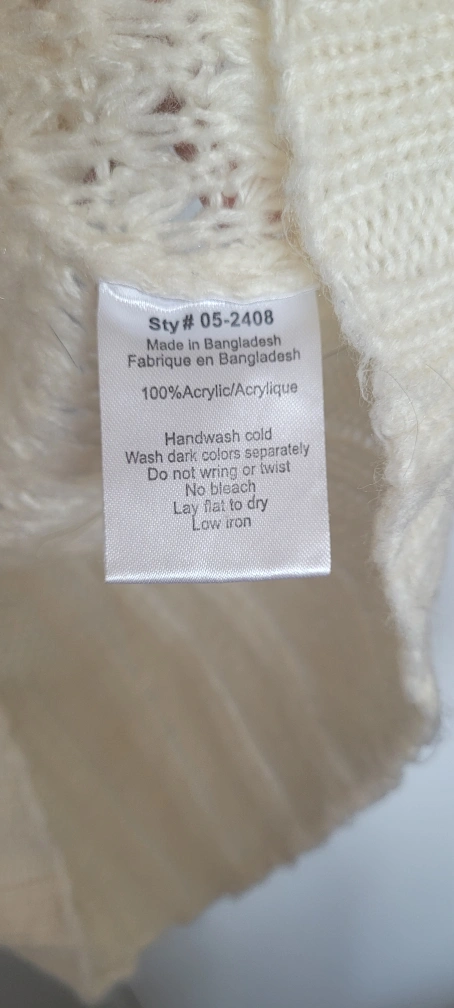 Sty# 05-2408
Made in Bangladesh
Fabrique en Bangladesh
100%Acrylic/Acrylique
Handwash cold
Wash dark colors separately
Do not wring or twist
No bleach
Lay flat to dry
Low iron